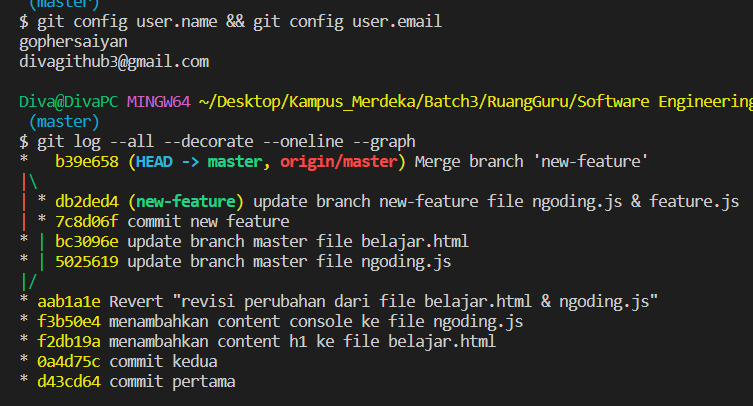 (master)
$ git config user.name && git config user.email
gophersaiyan
divagithub3@gmail.com
Diva@DivaPC MINGW64 ~/Desktop/Kampus_Merdeka/Batch3/RuangGuru/Software Engineering
(master)
$ git log --all --decorate --oneline --graph
*   b39e658 (HEAD -> master, origin/master) Merge branch 'new-feature'
|\
| * db2ded4 (new-feature) update branch new-feature file ngoding.js & feature.js
| * 7c8d06f commit new feature
* | bc3096e update branch master file belajar.html
* | 5025619 update branch master file ngoding.js
|/
* aab1a1e Revert "revisi perubahan dari file belajar.html & ngoding.js"
* f3b50e4 menambahkan content console ke file ngoding.js
* f2db19a menambahkan content h1 ke file belajar.html
* 0a4d75c commit kedua
* d43cd64 commit pertama